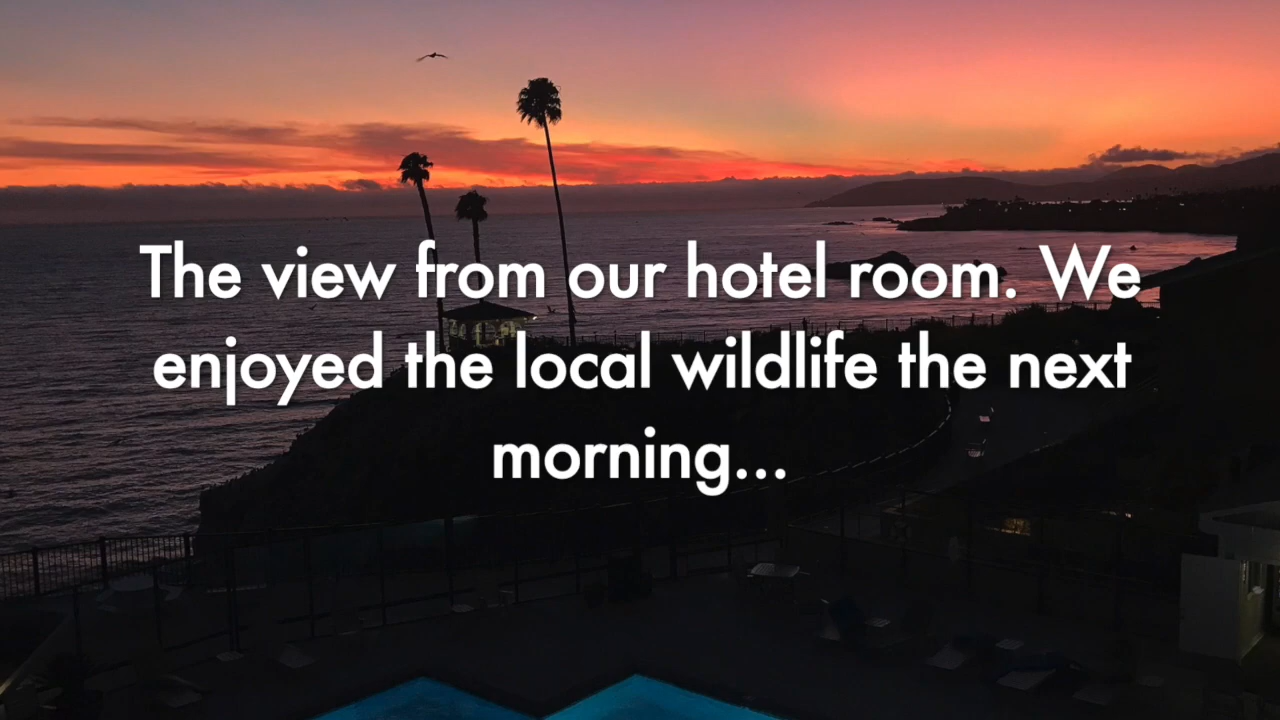 The view from our hotel room. We
enjoyed the local wildlife the next
morning...